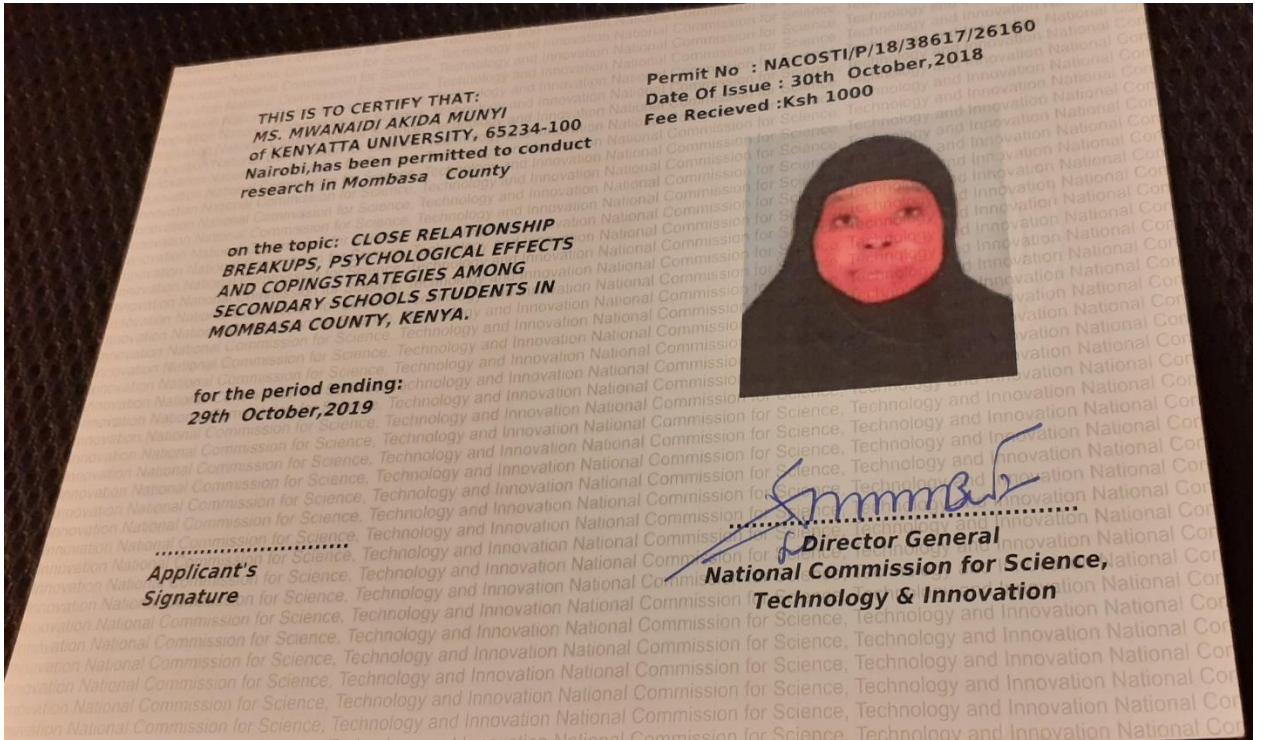 THIS IS TO CERTIFY THAT:
MS. MWANAIDI AKIDA MUNYI
of KENYATTA UNIVERSITY, 65234-100
Nairobi,has been permitted to conduct
research in Mombasa County
on the topic: CLOSE RELATIONSHIP
BREAKUPS, PSYCHOLOGICAL EFFECTS
AND COPINGSTRATEGIES AMONG
SECONDARY SCHOOLS STUDENTS IN
MOMBASA COUNTY, KENYA.
for the period ending:
29th October,2019
Applicant's
Signature
Permit No : NACOSTI/P/18/38617/26160
Date Of Issue : 30th October,2018
Fee Recieved :Ksh 1000
Director General
National Commission for Science,
Technology & Innovation